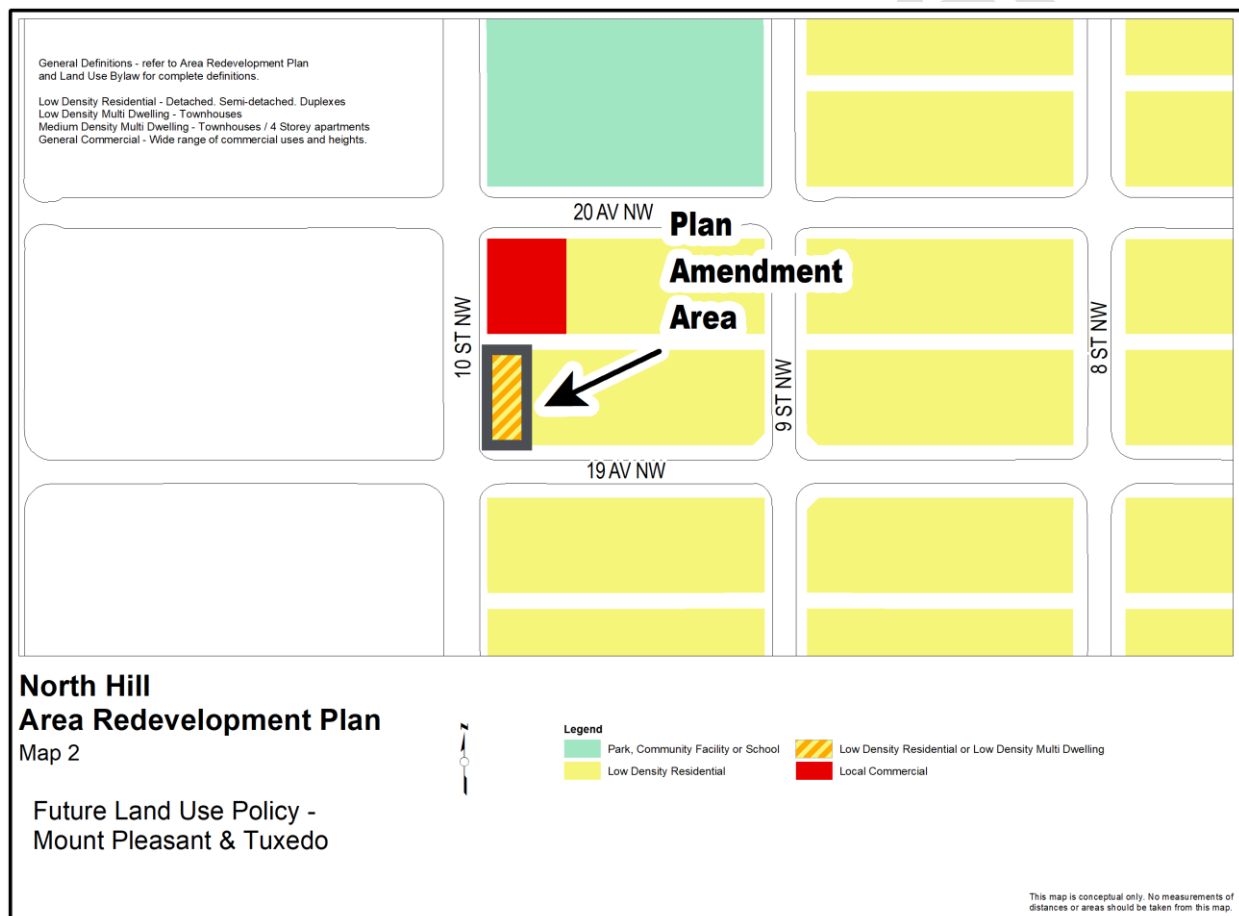 General Definitions - refer to Area Redevelopment Plan
and Land Use Bylaw for complete definitions.
Low Density Residential - Detached. Semi-detached. Duplexes
Low Density Multi Dwelling - Townhouses
Medium Density Multi Dwelling - Townhouses / 4 Storey apartments
General Commercial - Wide range of commercial uses and heights.
20 AV NW
Plan
Amendment
Area
10 ST NW
9 ST NW
8 ST NW
19 AV NW
North Hill
Area Redevelopment Plan
Map 2
Future Land Use Policy -
Mount Pleasant & Tuxedo
N
Legend
Park, Community Facility or School
Low Density Residential
Low Density Residential or Low Density Multi Dwelling
Local Commercial
This map is conceptual only. No measurements of
distances or areas should be taken from this map.